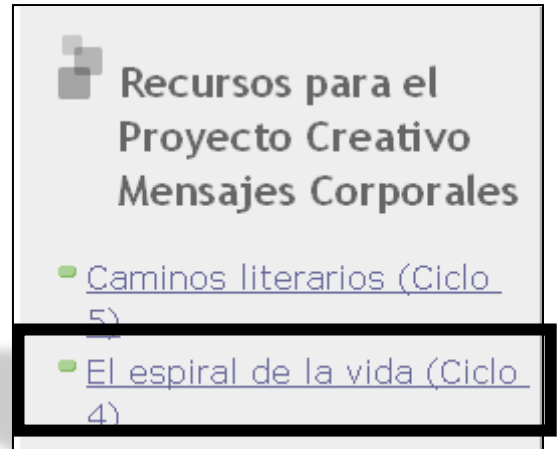 Recursos para el
Proyecto Creativo
Mensajes Corporales
Caminos literarios (Ciclo
5)
El espiral de la vida (Ciclo
4)